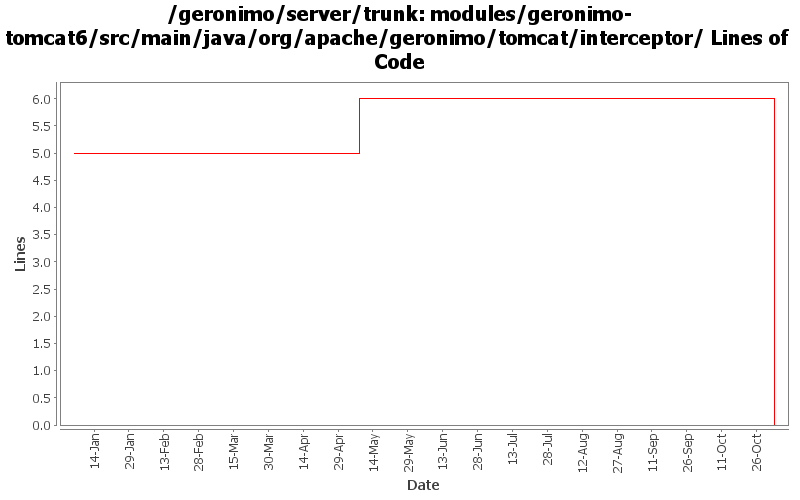 /geronimo/server/trunk: modules/geronimo-
tomcat6/src/main/java/org/apache/geronimo/tomcat/interceptor/ Lines of
Code
6.0
5.5
5.0
4.5
4.0
3.5
3.0
2.5
2.0
1.5
1.0
0.5
0.0
Lines
14-Jan
29-Jan
13-Feb
28-Feb
15-Mar
30-Mar
14-Apr
29-Apr
14-May
29-May
13-Jun
28-Jun
13-Jul
28-Jul
12-Aug
27-Aug
11-Sep
26-Sep
11-Oct
26-Oct
Date